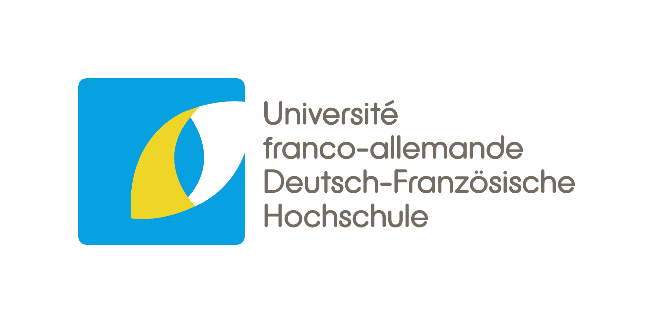 Université
franco-allemande
Deutsch-Französische
Hochschule